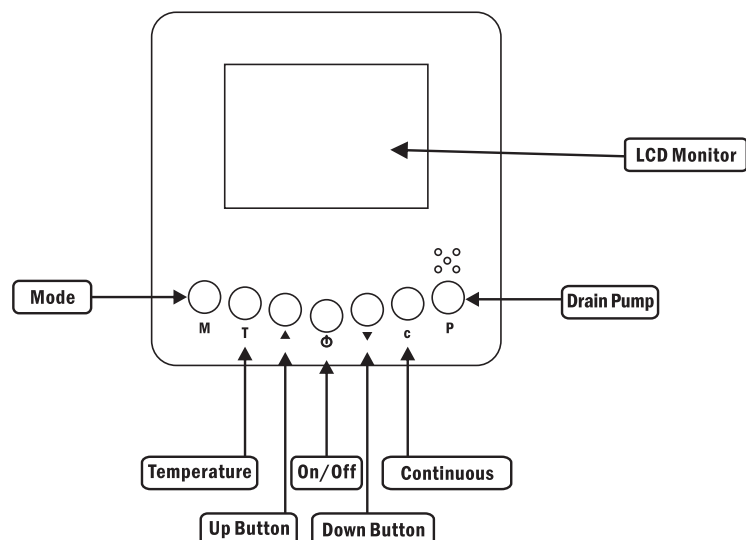 LCD Monitor
Mode
Drain Pump
M
T
c
P
Temperature
On/Off
Continuous
Up Button
Down Button